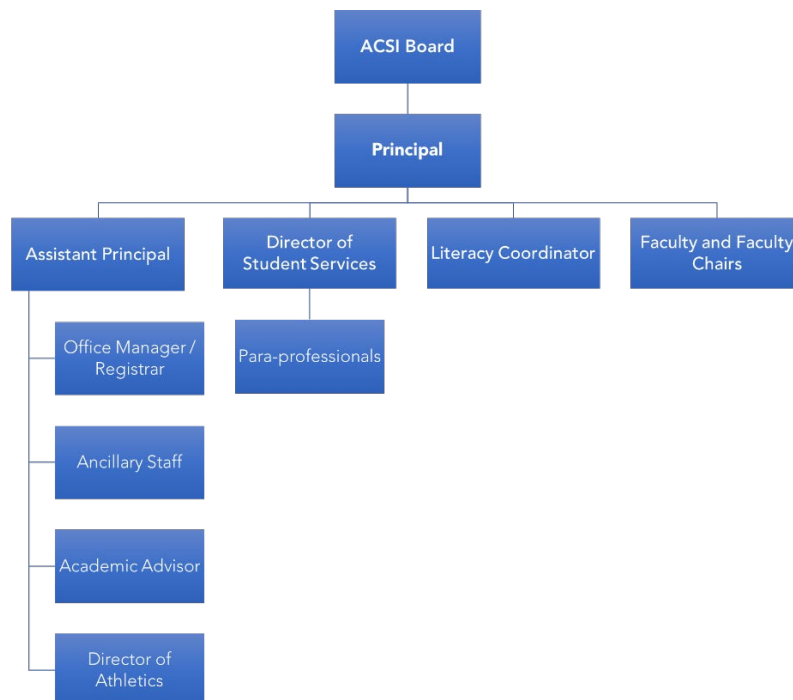 ACSI Board
Principal
Assistant Principal
Director of
Student Services
Literacy Coordinator
Faculty and Faculty
Chairs
Office Manager /
Registrar
Para-professionals
Ancillary Staff
Academic Advisor
Director of
Athletics